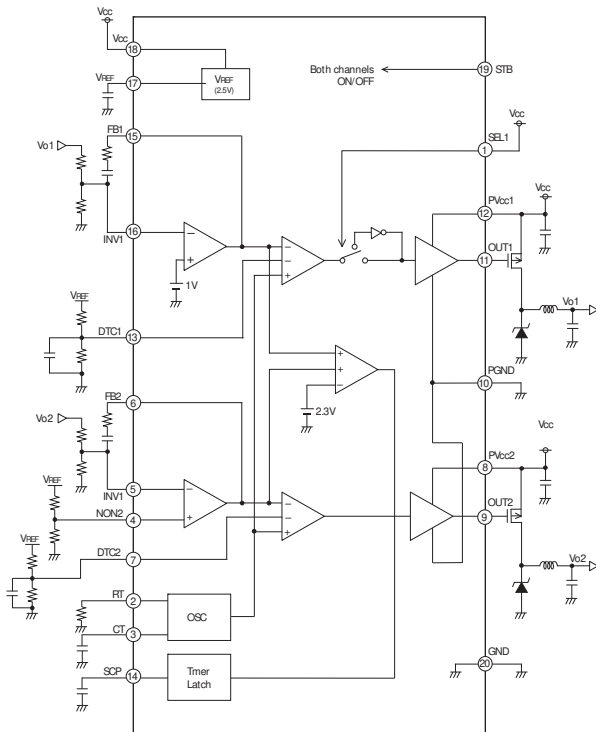 Vcc
Vcc
18
VREF
17
VREF
(2.5V)
Both channels
ON/OFF
19
STB
Vcc
SEL1
1
FB1
15
Vo1
INV1
16
1V
PVcc1
12
Vcc
OUT1
11
Vo1
VREF
DTC1
13
PGND
10
2.3V
FB2
6
Vo2
INV1
5
VREF
NON2
4
VREF
DTC2
7
Vcc
PVcc2
8
OUT2
9
Vo2
RT
2
CT
3
OSC
SCP
14
Tmer
Latch
GND
20